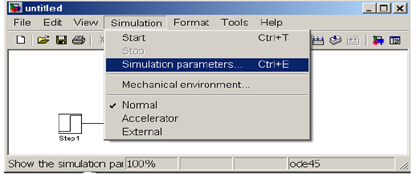 untitled
File Edit View Simulation Format Tools Help
Start Ctrl+T
Stop
Simulation parameters... Ctrl+E
Mechanical environment...
Normal
Accelerator
External
Step1
Show the simulation par 100% ode45